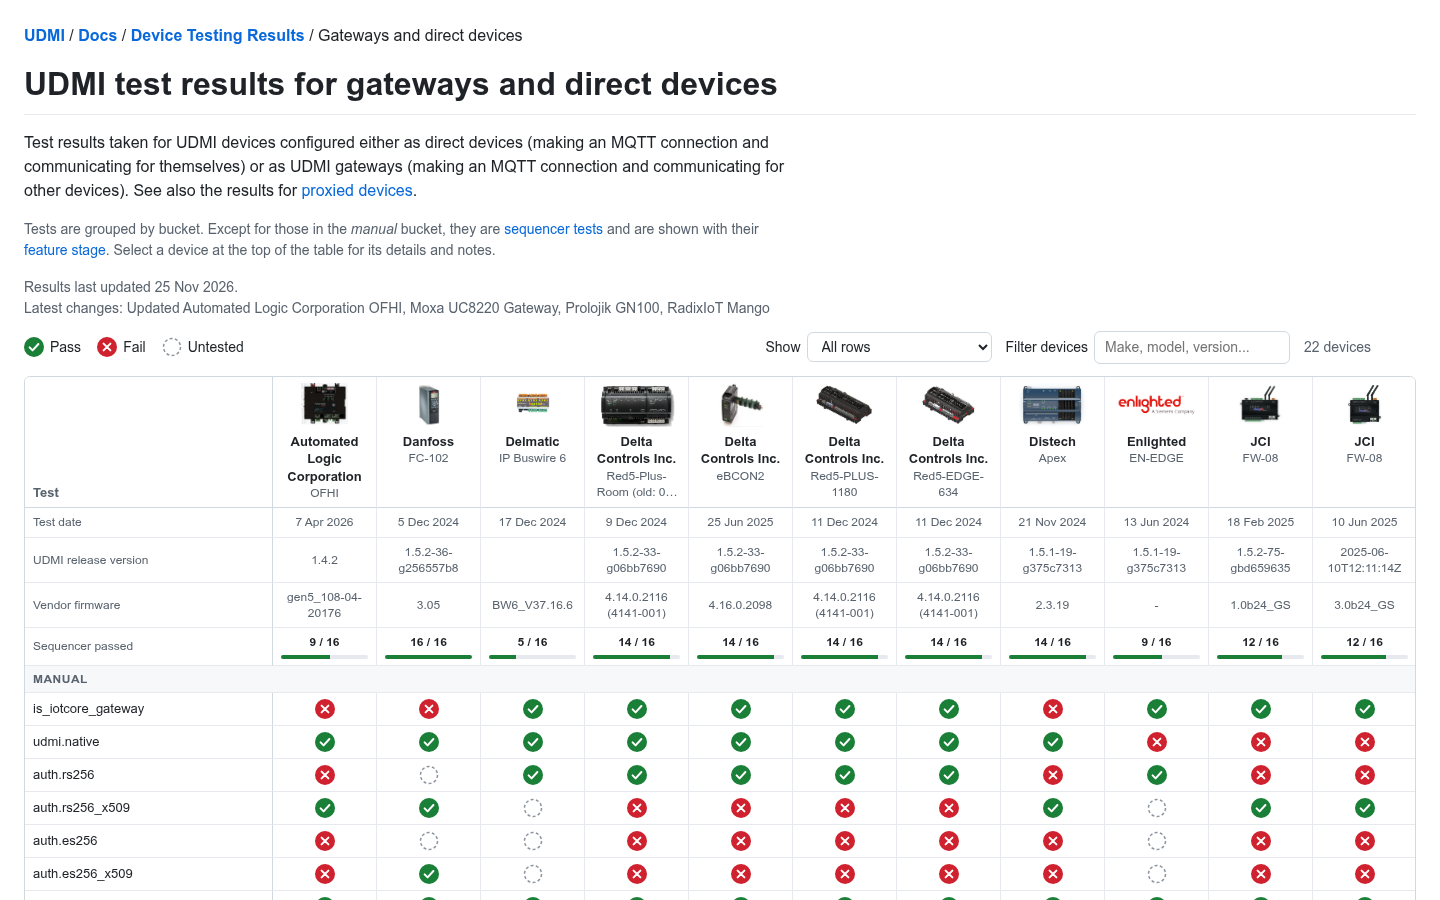 UDMI / Docs / Device Testing Results / Gateways and direct devices
UDMI test results for gateways and direct devices
Test results taken for UDMI devices configured either as direct devices (making an MQTT connection and
communicating for themselves) or as UDMI gateways (making an MQTT connection and communicating for
other devices). See also the results for proxied devices.
Tests are grouped by bucket. Except for those in the manual bucket, they are sequencer tests and are shown with their
feature stage. Select a device at the top of the table for its details and notes.
Results last updated 25 Nov 2026.
Latest changes: Updated Automated Logic Corporation OFHI, Moxa UC8220 Gateway, Prolojik GN100, RadixIoT Mango
Pass Fail Untested Show All rows Filter devices Make, model, version... 22 devices
enlighted
Automated Danfoss Delmatic Delta Delta Delta Delta Distech Enlighted JCI JCI
Logic FC-102 IP Buswire 6 Controls Inc. Controls Inc. Controls Inc. Controls Inc. Apex EN-EDGE FW-08 FW-08
Corporation Red5-Plus- eBCON2 Red5-PLUS- Red5-EDGE-
Test OFHI Room (old: 0... 1180 634
Test date 7 Apr 2026 5 Dec 2024 17 Dec 2024 9 Dec 2024 25 Jun 2025 11 Dec 2024 11 Dec 2024 21 Nov 2024 13 Jun 2024 18 Feb 2025 10 Jun 2025
UDMI release version 1.4.2 1.5.2-36- 1.5.2-33- 1.5.2-33- 1.5.2-33- 1.5.2-33- 1.5.1-19- 1.5.1-19- 1.5.2-75- 2025-06-
g256557b8 g06bb7690 g06bb7690 g06bb7690 g06bb7690 g375c7313 g375c7313 gbd659635 10T12:11:14Z
Vendor firmware gen5_108-04- 3.05 BW6_V37.16.6 4.14.0.2116 4.16.0.2098 4.14.0.2116 4.14.0.2116 2.3.19 - 1.0b24_GS 3.0b24_GS
20176 (4141-001) (4141-001) (4141-001)
Sequencer passed 9 / 16 16 / 16 5 / 16 14 / 16 14 / 16 14 / 16 14 / 16 14 / 16 9 / 16 12 / 16 12 / 16
MANUAL
is_iotcore_gateway
udmi.native
auth.rs256
auth.rs256_x509
auth.es256
auth.es256_x509